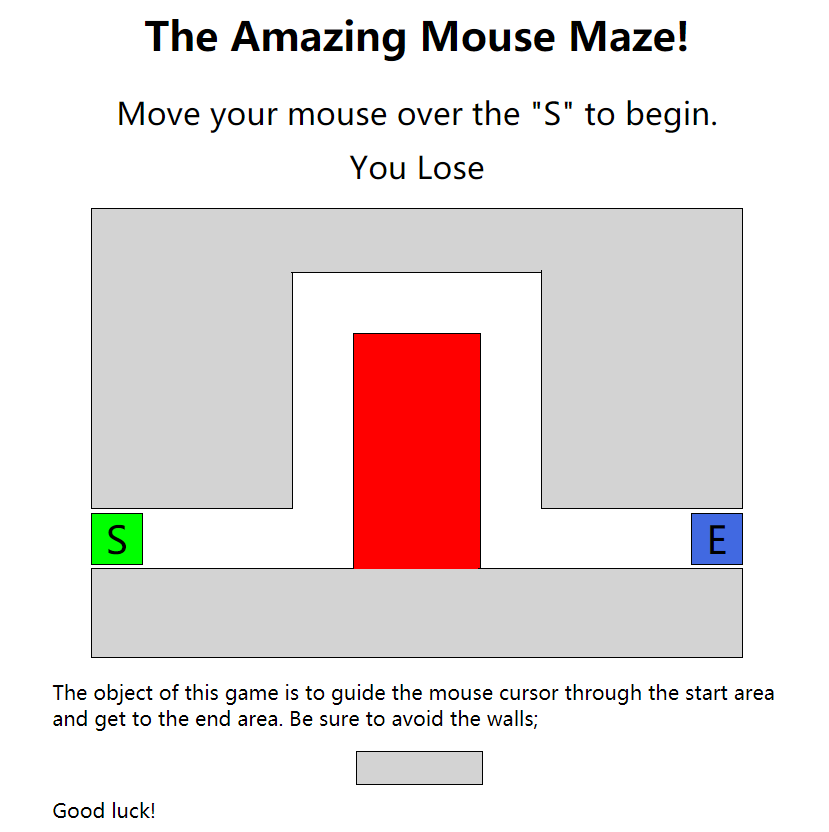 The Amazing Mouse Maze!
Move your mouse over the "S" to begin.
You Lose
S
E
The object of this game is to guide the mouse cursor through the start area
and get to the end area. Be sure to avoid the walls;
Good luck!